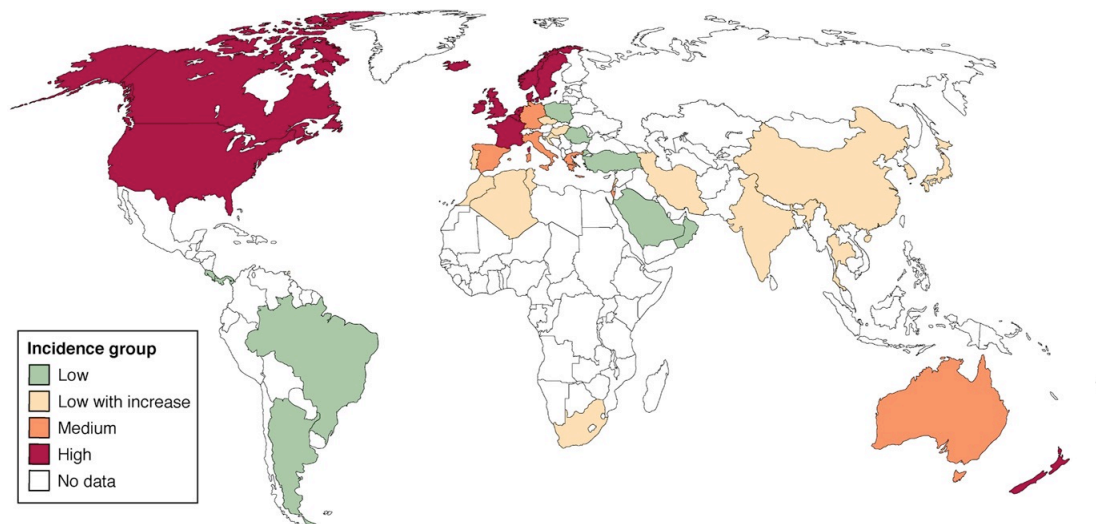 Incidence group
Low
Low with increase
Medium
High
No data